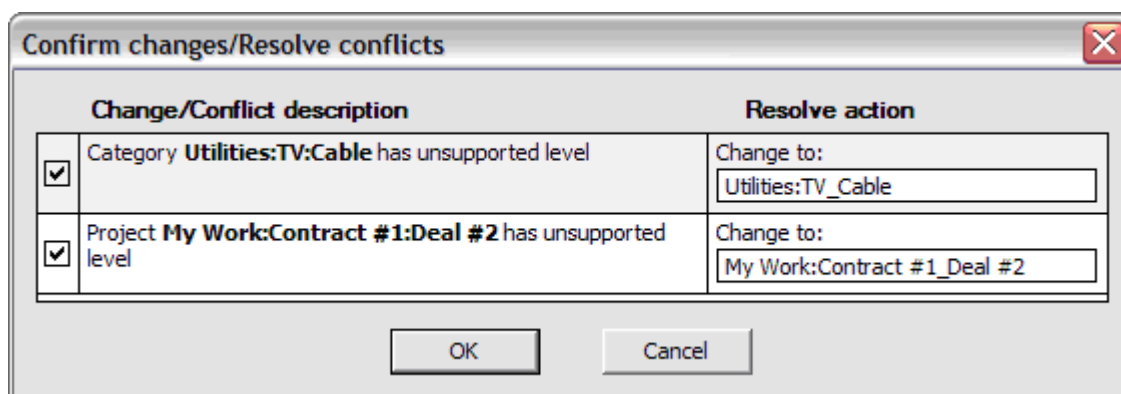 Confirm changes/Resolve conflicts
Change/Conflict description
Resolve action
Category Utilities:TV:Cable has unsupported level
Change to:
Utilities:TV_Cable
Project My Work:Contract #1:Deal #2 has unsupported
level
Change to:
My Work:Contract #1_Deal #2
OK
Cancel